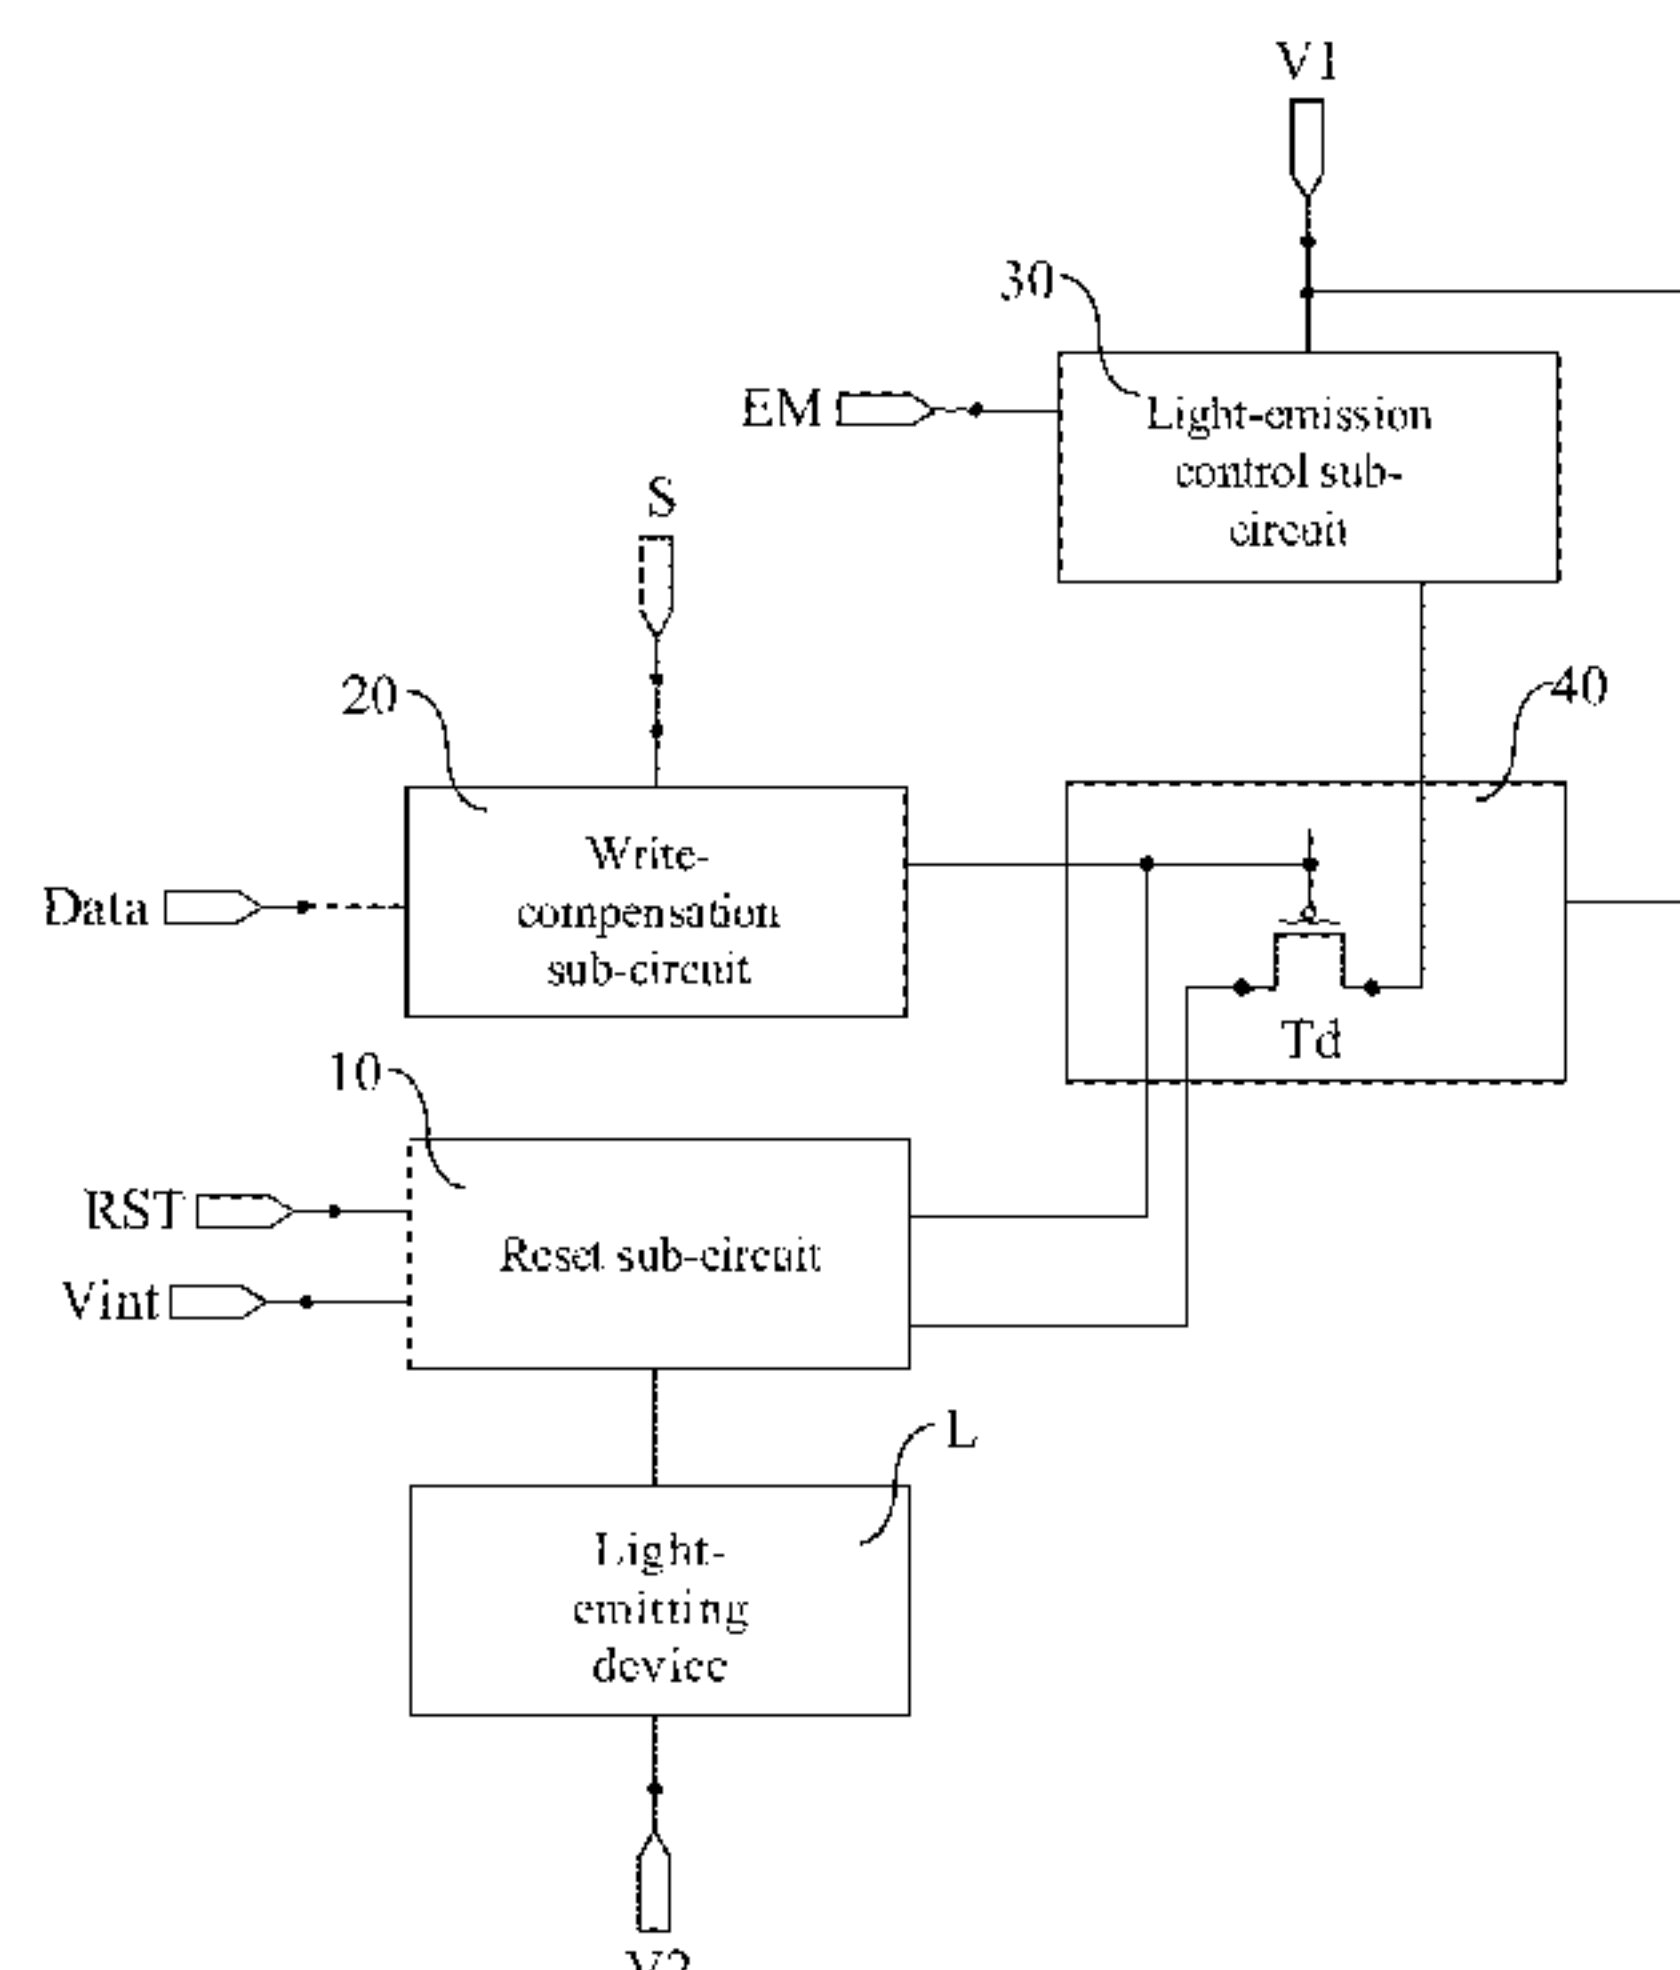 V1
30
EM
Light-emission
control sub-
circuit
S
20
40
Write-
compensation
sub-circuit
Data
Td
10
RST
Reset sub-circuit
Vint
L
Light-
emitting
device
V2